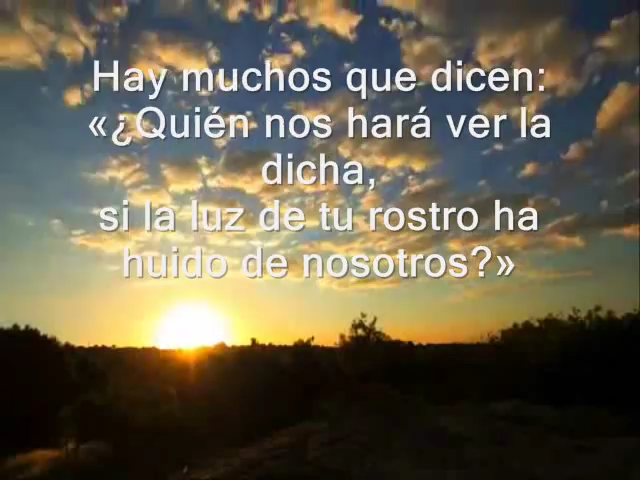 Hay muchos que dicen:
«¿Quién nos hará ver la
dicha,
si la luz de tu rostro ha
huido de nosotros?»